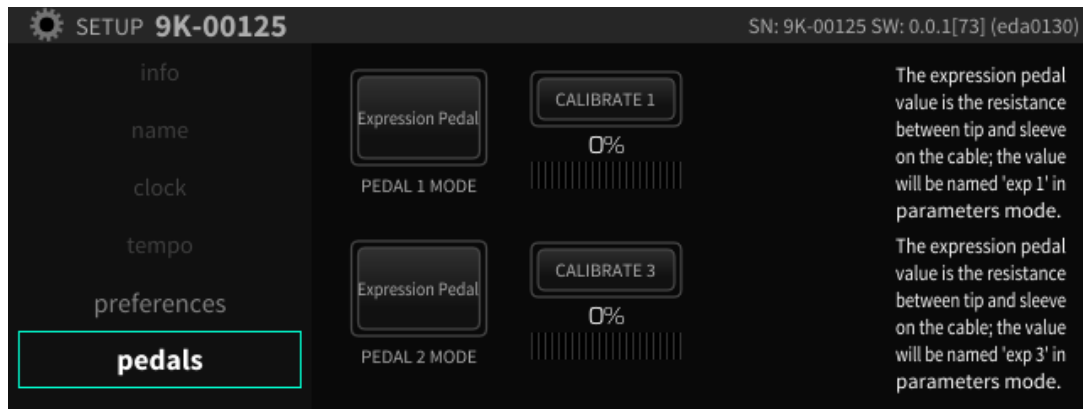 SETUP 9K-00125
SN: 9K-00125 SW: 0.0.1[73] (eda0130)
info
name
clock
tempo
preferences
pedals
Expression Pedal
PEDAL 1 MODE
CALIBRATE 1
0%
The expression pedal
value is the resistance
between tip and sleeve
on the cable; the value
will be named 'exp 1' in
parameters mode.
Expression Pedal
PEDAL 2 MODE
CALIBRATE 3
0%
The expression pedal
value is the resistance
between tip and sleeve
on the cable; the value
will be named 'exp 3' in
parameters mode.